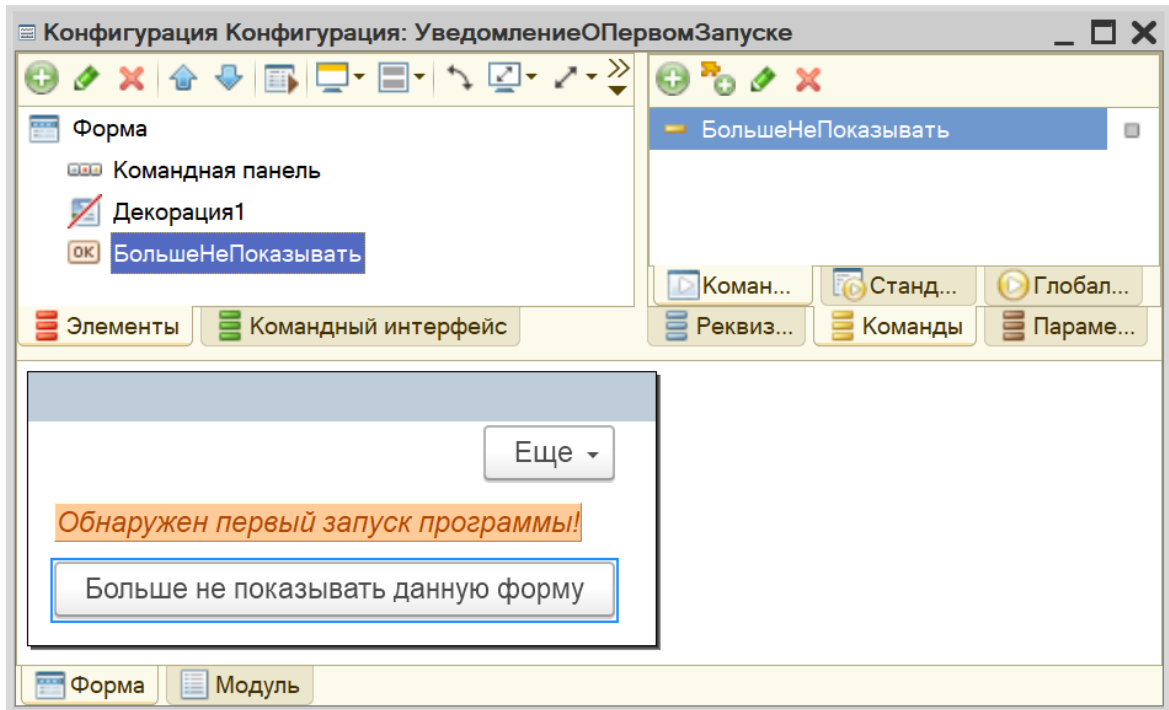 Конфигурация Конфигурация: УведомлениеОПервомЗапуске
Форма
Командная панель
Декорация1
OK БольшеНеПоказывать
Элементы Командный интерфейс
БольшеНеПоказывать
Коман... Станд... Глобал...
Реквиз... Команды Параме...
Еще
Обнаружен первый запуск программы!
Больше не показывать данную форму
Форма Модуль